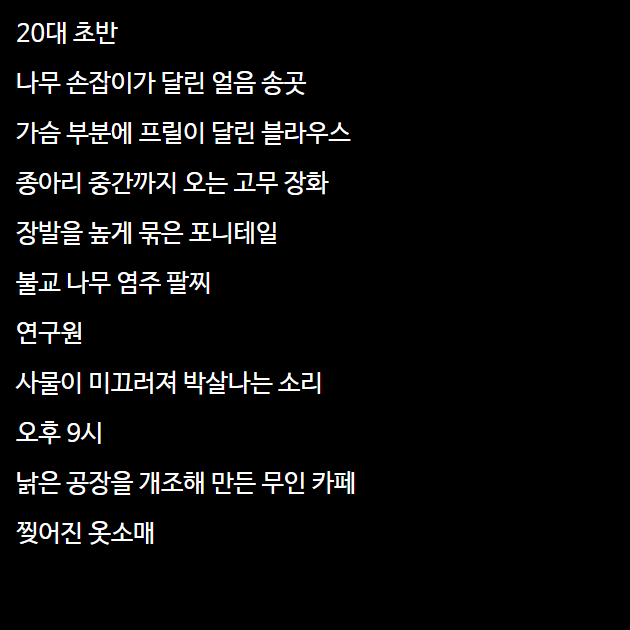 20대 초반
나무 손잡이가 달린 얼음 송곳
가슴 부분에 프릴이 달린 블라우스
종아리 중간까지 오는 고무 장화
장발을 높게 묶은 포니테일
불교 나무 염주 팔찌
연구원
사물이 미끄러져 박살나는 소리
오후 9시
낡은 공장을 개조해 만든 무인 카페
찢어진 옷소매